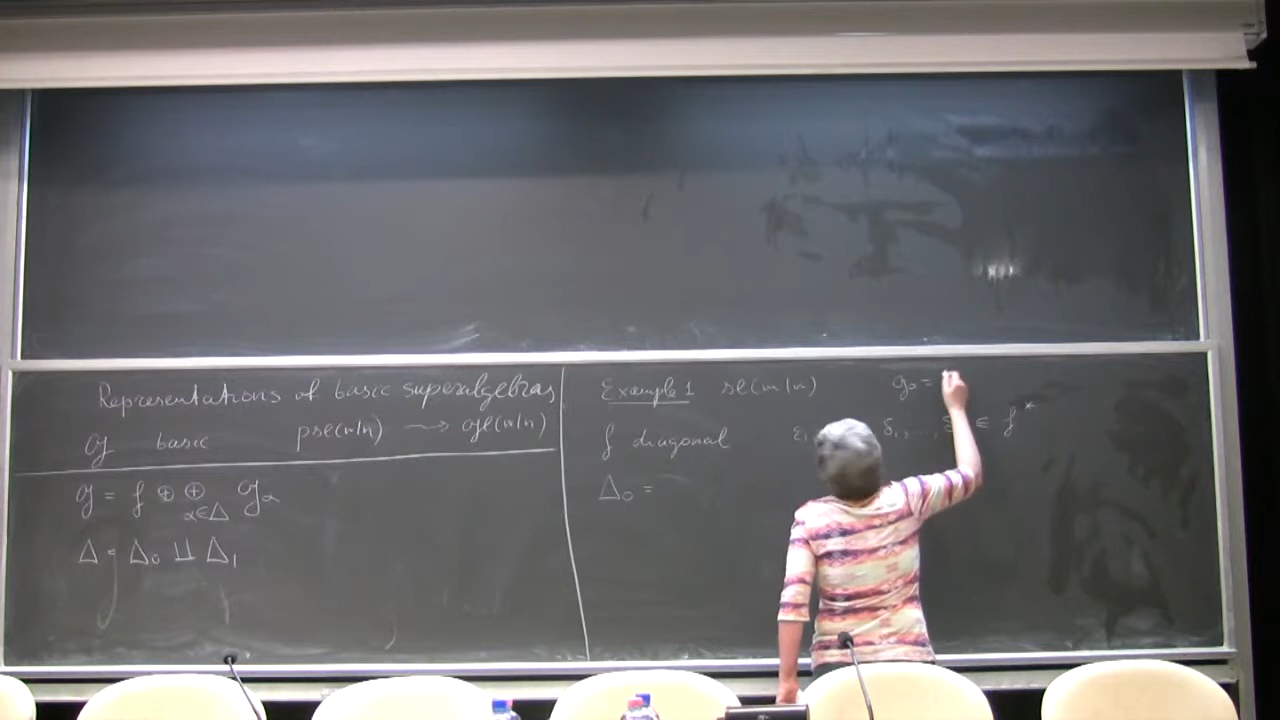 Representations of basic superalgebras
𝔤 basic psl(n|n) ⟶ gl(n|n)
𝔤 = 𝔥 ⊕ ⊕_{α∈Δ} 𝔤_α
Δ = Δ₀ ⊔ Δ₁
Example 1 sl(m|n) 𝔤₀ =
𝔥 diagonal ε₁ δ₁, ..., ∈ 𝔥*
Δ₀ =